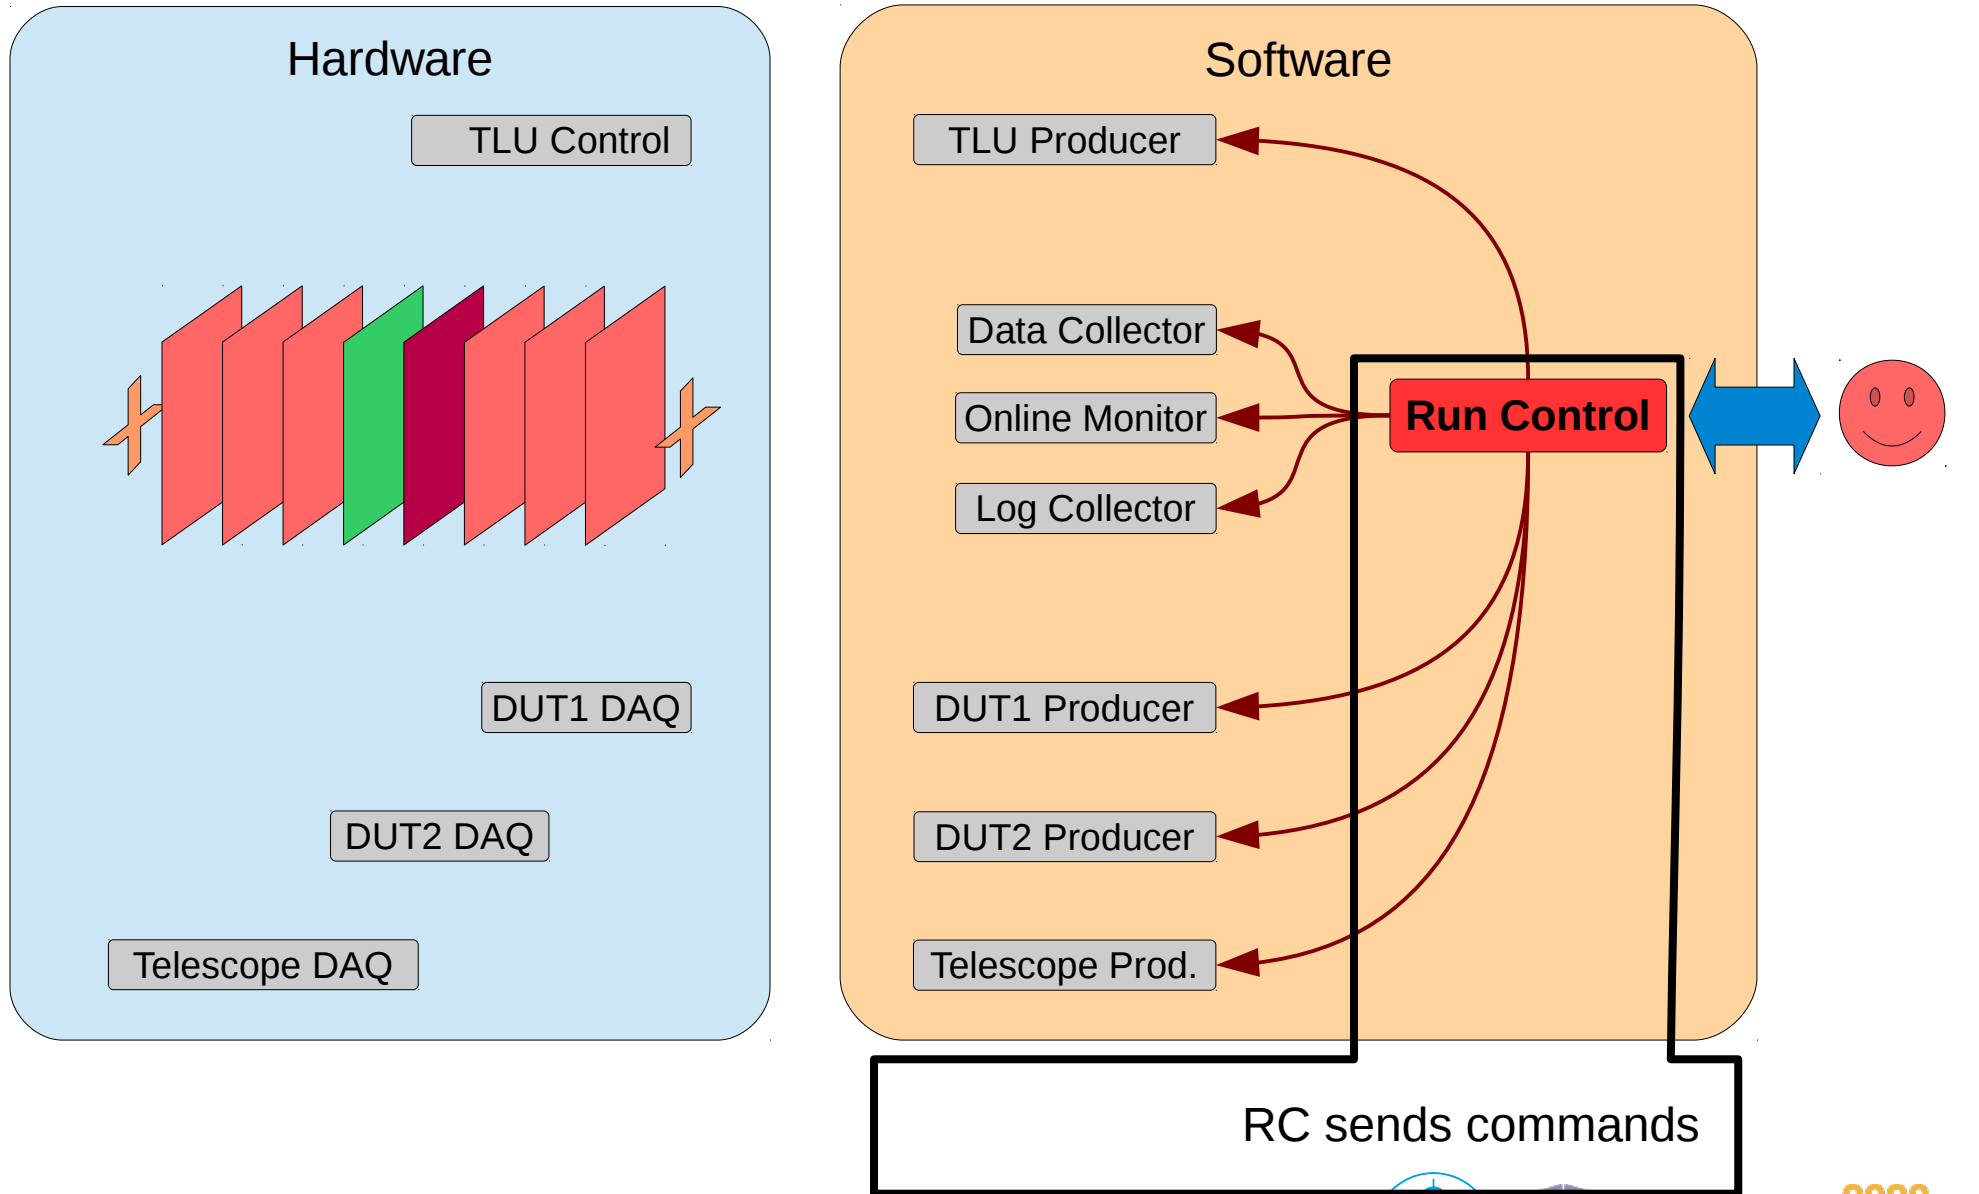 Hardware
TLU Control
DUT1 DAQ
DUT2 DAQ
Telescope DAQ
Software
TLU Producer
Data Collector
Online Monitor
Log Collector
Run Control
DUT1 Producer
DUT2 Producer
Telescope Prod.
RC sends commands